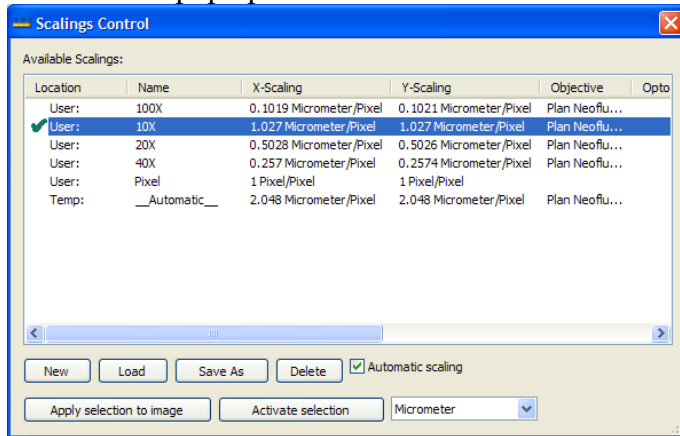 Scalings Control
Available Scalings:
Location Name X-Scaling Y-Scaling Objective Opto
User: 100X 0.1019 Micrometer/Pixel 0.1021 Micrometer/Pixel Plan Neoflu...
User: 10X 1.027 Micrometer/Pixel 1.027 Micrometer/Pixel Plan Neoflu...
User: 20X 0.5028 Micrometer/Pixel 0.5026 Micrometer/Pixel Plan Neoflu...
User: 40X 0.257 Micrometer/Pixel 0.2574 Micrometer/Pixel Plan Neoflu...
User: Pixel 1 Pixel/Pixel 1 Pixel/Pixel
Temp: __Automatic__ 2.048 Micrometer/Pixel 2.048 Micrometer/Pixel Plan Neoflu...
New Load Save As Delete Automatic scaling
Apply selection to image Activate selection Micrometer